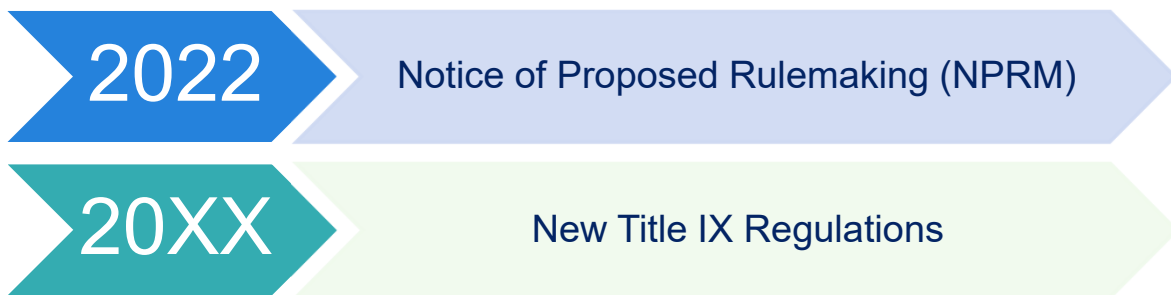 2022
Notice of Proposed Rulemaking (NPRM)
20XX
New Title IX Regulations